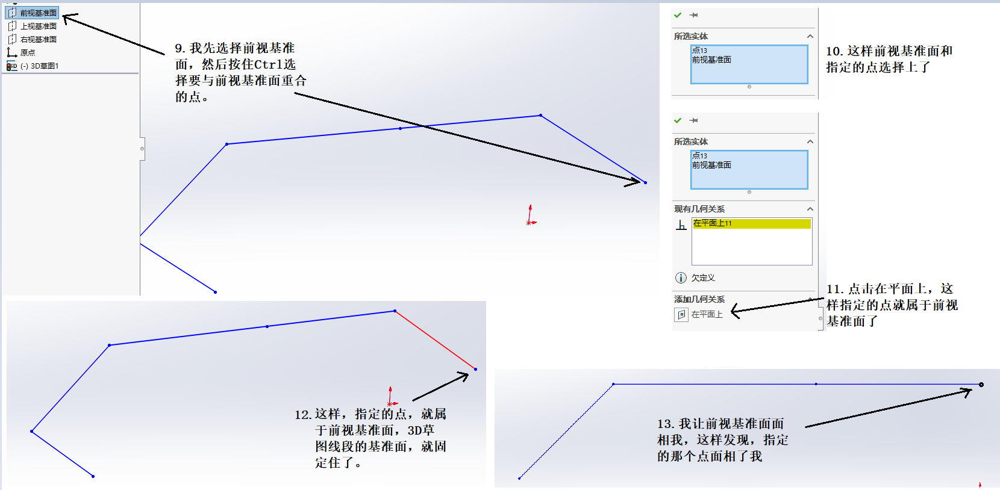 前视基准面
上视基准面
右视基准面
原点
(-) 3D草图1
9.我先选择前视基准
面，然后按住Ctrl选
择要与前视基准面重合
的点。
所选实体
点13
前视基准面
10.这样前视基准面和
指定的点选择上了
所选实体
点13
前视基准面
现有几何关系
在平面上11
欠定义
添加几何关系
在平面上
11.点击在平面上，这
样指定的点就属于前视
基准面了
12.这样，指定的点，就属
于前视基准面，3D草
图线段的基准面，就固
定住了。
13.我让前视基准面面
相我，这样发现，指定
的那个点面相了我